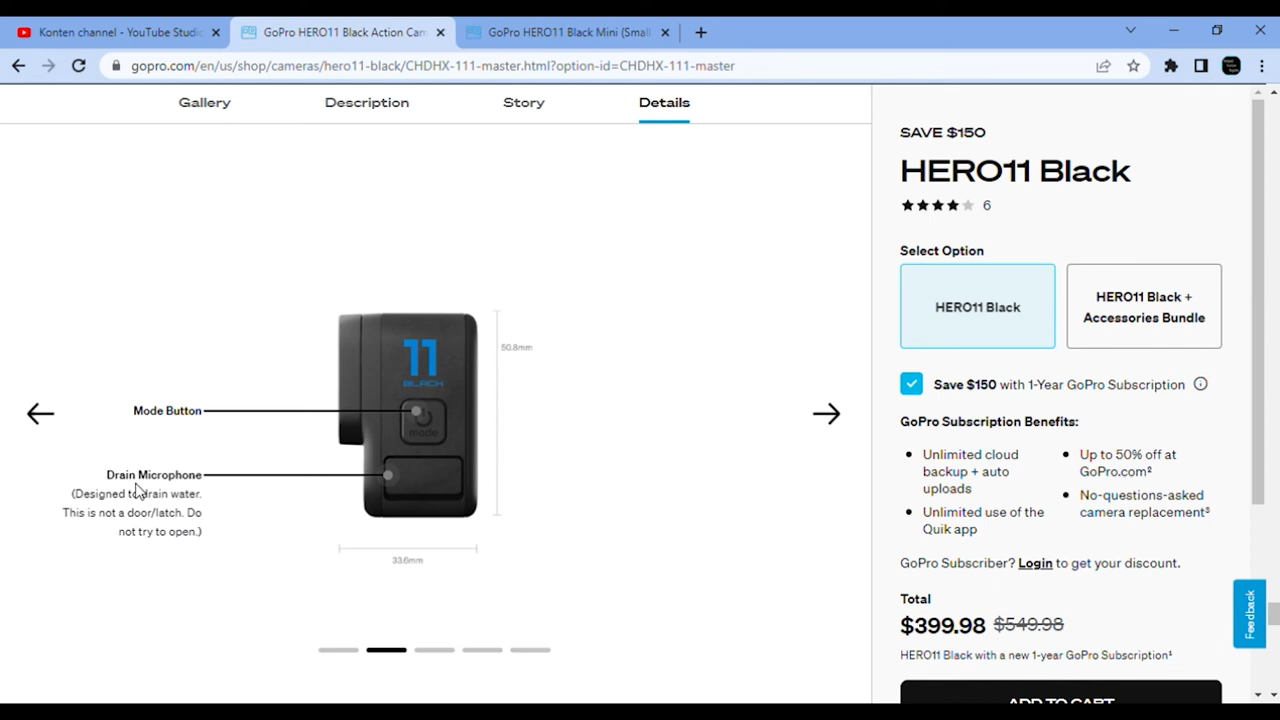 Konten channel - YouTube Studio
GoPro HERO11 Black Action Cam
GoPro HERO11 Black Mini (Small
gopro.com/en/us/shop/cameras/hero11-black/CHDHX-111-master.html?option-id=CHDHX-111-master
Gallery Description Story Details
11
BLACK
mode
50.8mm
33.6mm
Mode Button
Drain Microphone
(Designed to drain water.
This is not a door/latch. Do
not try to open.)
SAVE $150
HERO11 Black
6
Select Option
HERO11 Black
HERO11 Black +
Accessories Bundle
Save $150 with 1-Year GoPro Subscription
GoPro Subscription Benefits:
Unlimited cloud
backup + auto
uploads
Unlimited use of the
Quik app
Up to 50% off at
GoPro.com²
No-questions-asked
camera replacement³
GoPro Subscriber? Login to get your discount.
Total
$399.98 $549.98
HERO11 Black with a new 1-year GoPro Subscription¹
ADD TO CART
Feedback